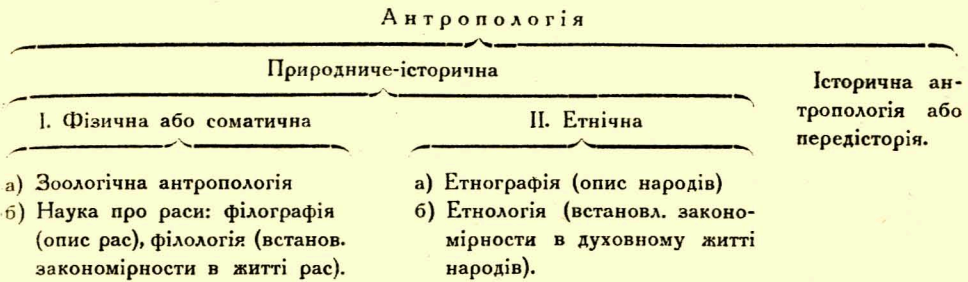 Антропологія
Природниче-історична
Історична ан-
тропологія або
передісторія.
I. Фізична або соматична
а) Зоологічна антропологія
б) Наука про раси: філографія
(опис рас), філологія (встанов.
закономірности в житті рас).
II. Етнічна
а) Етнографія (опис народів)
б) Етнологія (встановл. законо-
мірности в духовному житті
народів).